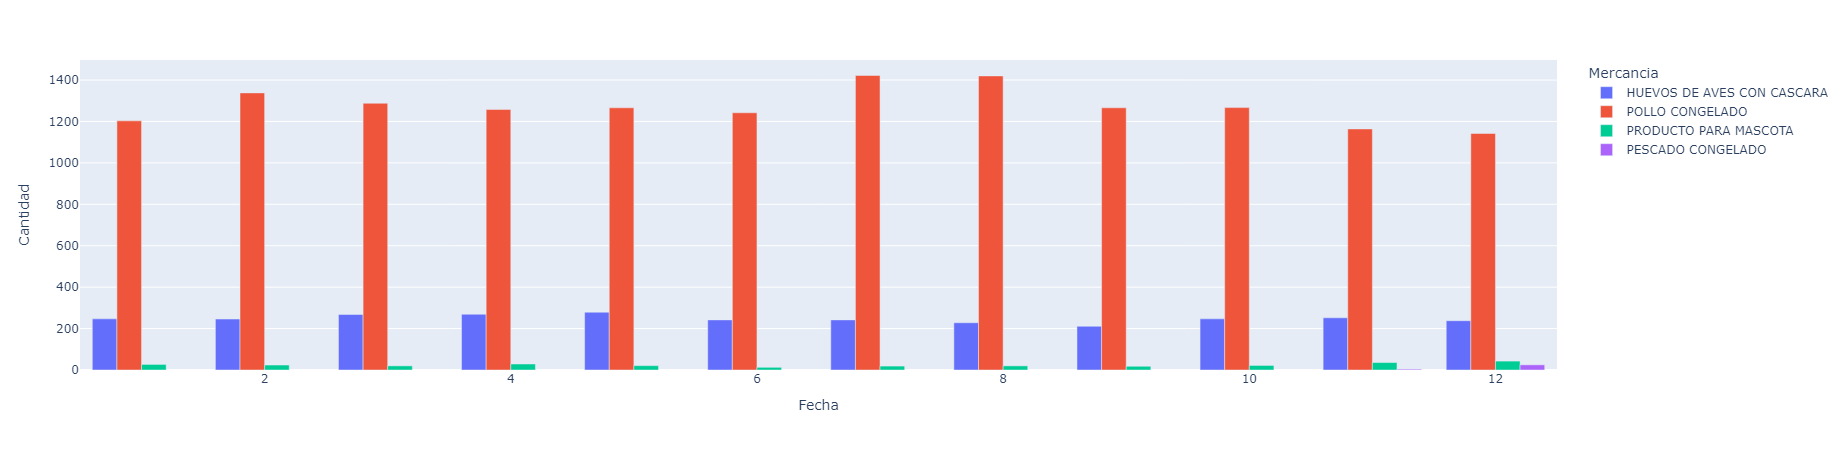 Mercancia
HUEVOS DE AVES CON CASCARA
POLLO CONGELADO
PRODUCTO PARA MASCOTA
PESCADO CONGELADO
Cantidad
1400
1200
1000
800
600
400
200
0
2 4 6 8 10 12
Fecha